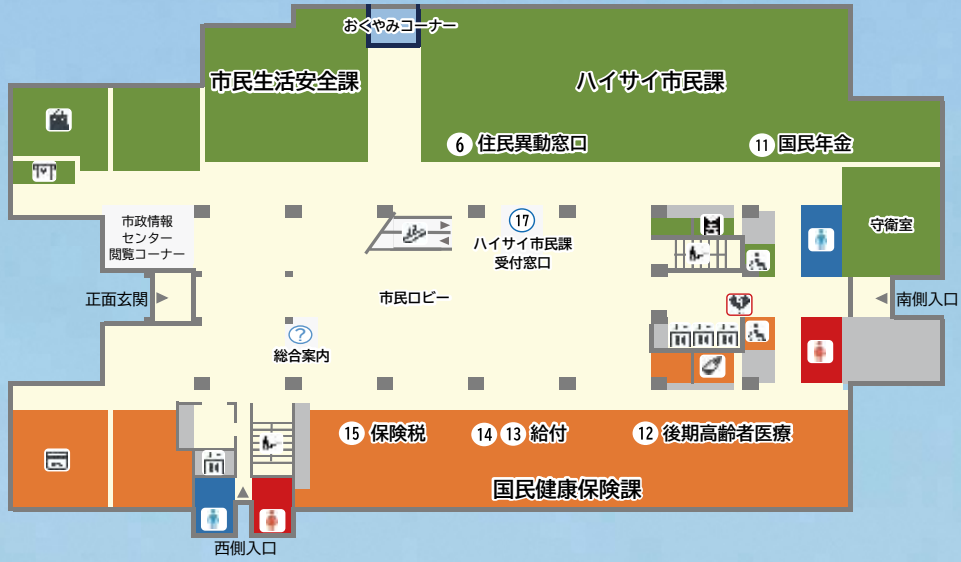 おくやみコーナー
市民生活安全課
ハイサイ市民課
6 住民異動窓口
11 国民年金
市政情報
センター
閲覧コーナー
17
ハイサイ市民課
受付窓口
守衛室
正面玄関
市民ロビー
南側入口
?
総合案内
15 保険税
14 13 給付
12 後期高齢者医療
国民健康保険課
西側入口